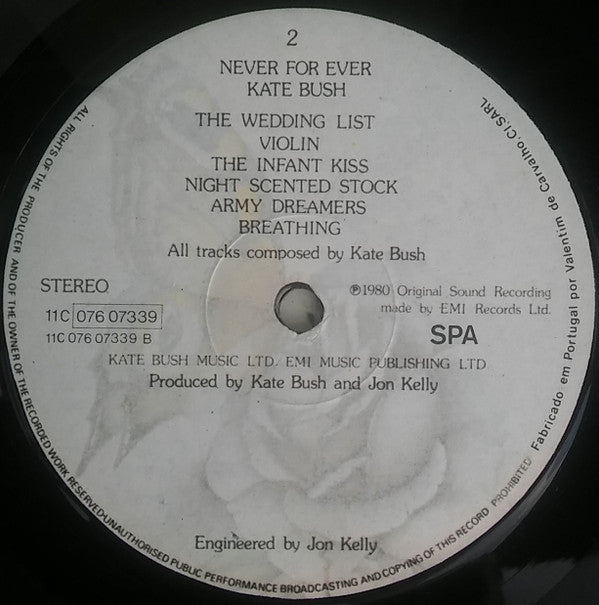 2
NEVER FOR EVER
KATE BUSH
THE WEDDING LIST
VIOLIN
THE INFANT KISS
NIGHT SCENTED STOCK
ARMY DREAMERS
BREATHING
All tracks composed by Kate Bush
STEREO
11C 076 07339
11C 076 07339 B
℗1980 Original Sound Recording
made by EMI Records Ltd.
SPA
KATE BUSH MUSIC LTD. EMI MUSIC PUBLISHING LTD
Produced by Kate Bush and Jon Kelly
Engineered by Jon Kelly
ALL RIGHTS OF THE PRODUCER AND OF THE OWNER OF THE RECORDED WORK RESERVED·UNAUTHORISED PUBLIC PERFORMANCE BROADCASTING AND COPYING OF THIS RECORD PROHIBITED
Fabricado em Portugal por Valentim de Carvalho, CI, SARL